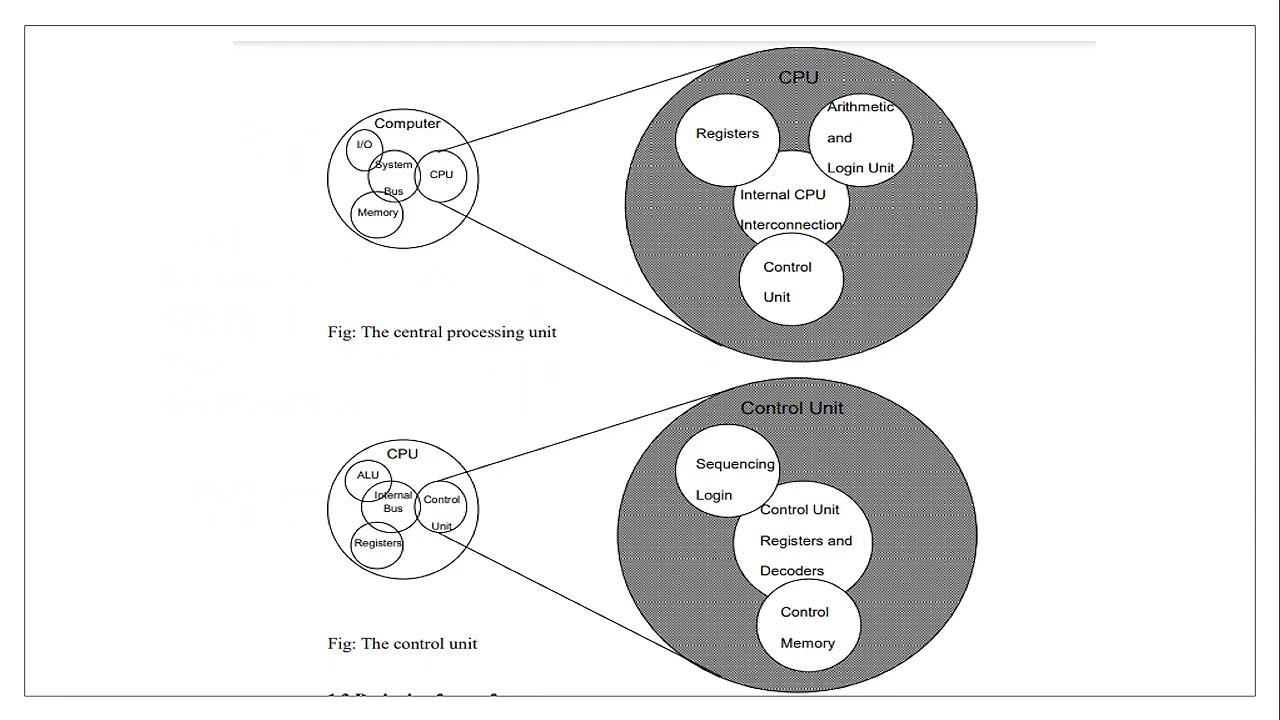 Computer
I/O
System
Bus
CPU
Memory
CPU
Registers
Arithmetic
and
Login Unit
Internal CPU
Interconnection
Control
Unit
Fig: The central processing unit
CPU
ALU
Internal
Bus
Control
Unit
Registers
Control Unit
Sequencing
Login
Control Unit
Registers and
Decoders
Control
Memory
Fig: The control unit